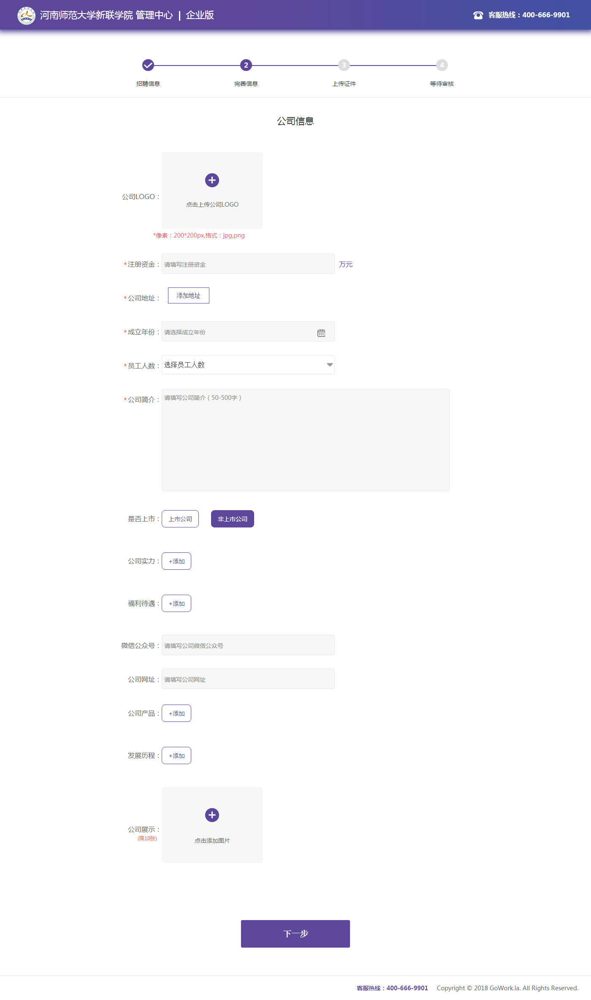 河南师范大学新联学院 管理中心 | 企业版
客服热线：400-666-9901
2
3
4
招聘信息
完善信息
上传证件
等待审核
公司信息
公司LOGO：
点击上传公司LOGO
*像素：200*200px,格式：jpg,png
*注册资金：
请填写注册资金
万元
*公司地址：
添加地址
*成立年份：
请选择成立年份
*员工人数：
选择员工人数
*公司简介：
请填写公司简介（50-500字）
是否上市：
上市公司
非上市公司
公司实力：
+添加
福利待遇：
+添加
微信公众号：
请填写公司微信公众号
公司网址：
请填写公司网址
公司产品：
+添加
发展历程：
+添加
公司展示：
(限10张)
点击添加图片
下一步
客服热线：400-666-9901
Copyright © 2018 GoWork.la. All Rights Reserved.